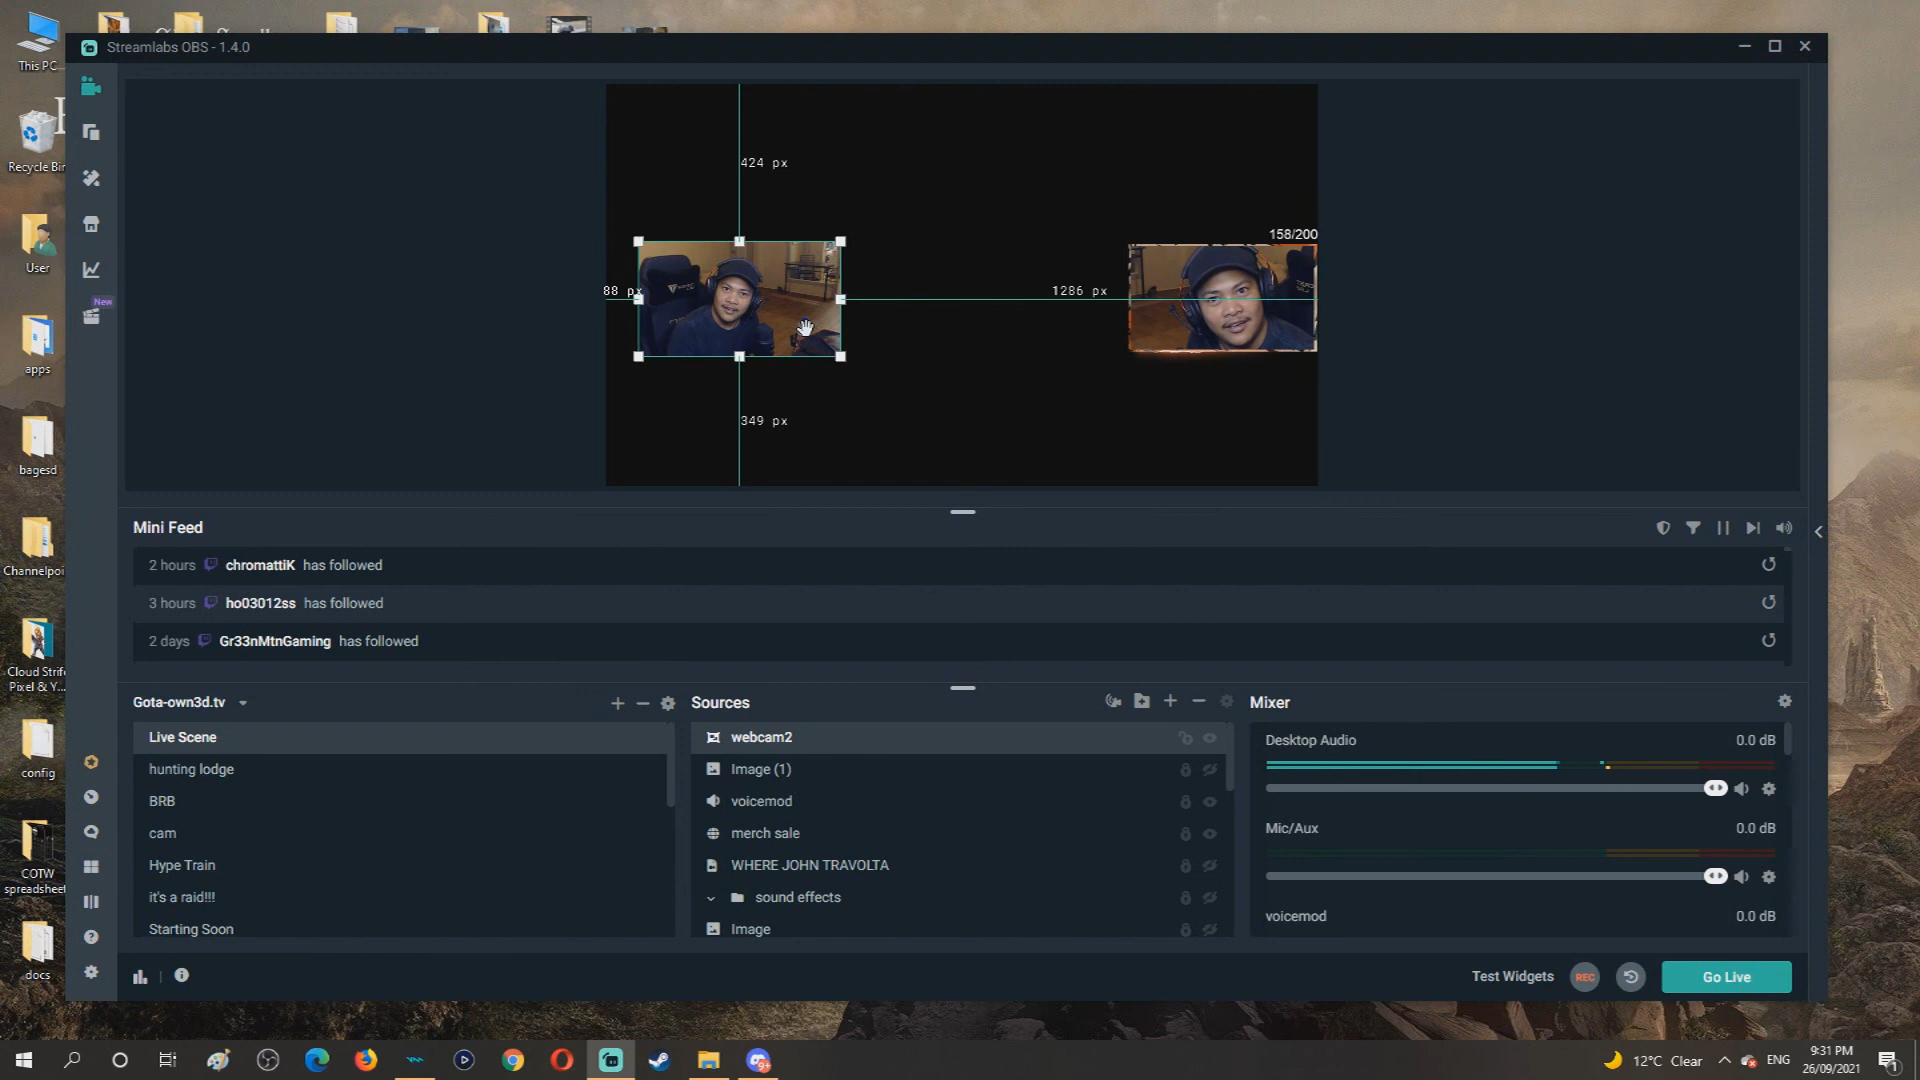 This PC
Recycle Bin
User
apps
bagesd
Channelpoi
Cloud Strif
Pixel & Y...
config
COTW
spreadsheet
docs
Streamlabs OBS - 1.4.0
New
424 px
88 px
1286 px
349 px
158/200
Mini Feed
2 hours chromattiK has followed
3 hours ho03012ss has followed
2 days Gr33nMtnGaming has followed
Gota-own3d.tv
Live Scene
hunting lodge
BRB
cam
Hype Train
it's a raid!!!
Starting Soon
Sources
webcam2
Image (1)
voicemod
merch sale
WHERE JOHN TRAVOLTA
sound effects
Image
Mixer
Desktop Audio 0.0 dB
Mic/Aux 0.0 dB
voicemod 0.0 dB
Test Widgets
REC
Go Live
9+
12°C Clear
ENG
9:31 PM
26/09/2021
1